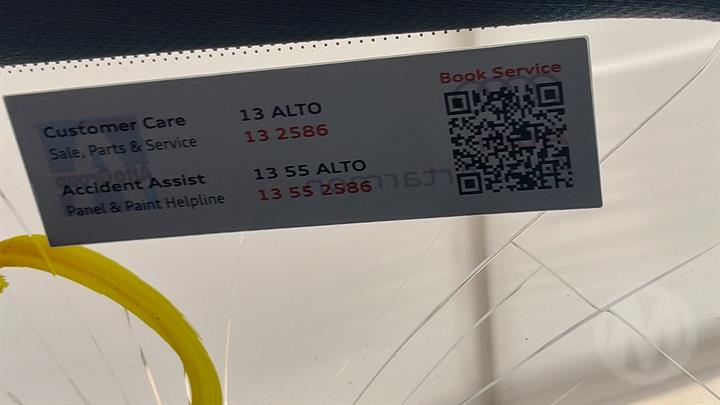 Book Service
Customer Care 13 ALTO
Sale, Parts & Service 13 2586
Accident Assist 13 55 ALTO
Panel & Paint Helpline 13 55 2586
AltoGroup